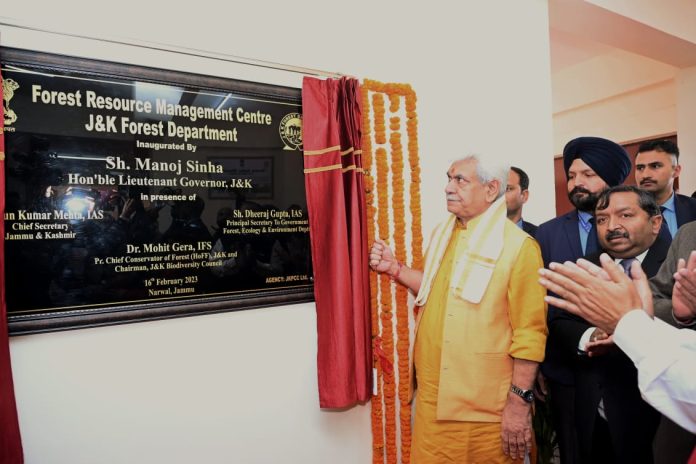 Forest Resource Management Centre
J&K Forest Department
Inaugurated By
Sh. Manoj Sinha
Hon'ble Lieutenant Governor, J&K
in presence of
Kumar Mehta, IAS
Chief Secretary
Jammu & Kashmir
Sh. Dheeraj Gupta, IAS
Principal Secretary To Government
Forest, Ecology & Environment Deptt
Dr. Mohit Gera, IFS
Pr. Chief Conservator of Forest (HoFF), J&K and
Chairman, J&K Biodiversity Council
16th February 2023
Narwal, Jammu
AGENCY: JKPCC Ltd.